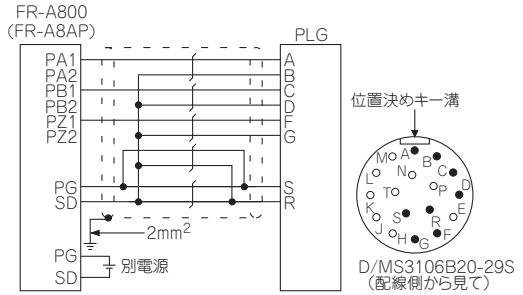 FR-A800
(FR-A8AP)
PLG
PA1
PA2
PB1
PB2
PZ1
PZ2
PG
SD
A
B
C
D
F
G
S
R
2mm²
PG
SD
別電源
位置決めキー溝
M A B
N C
L D
T P
K E
S R
J H G F
D/MS3106B20-29S
(配線側から見て)